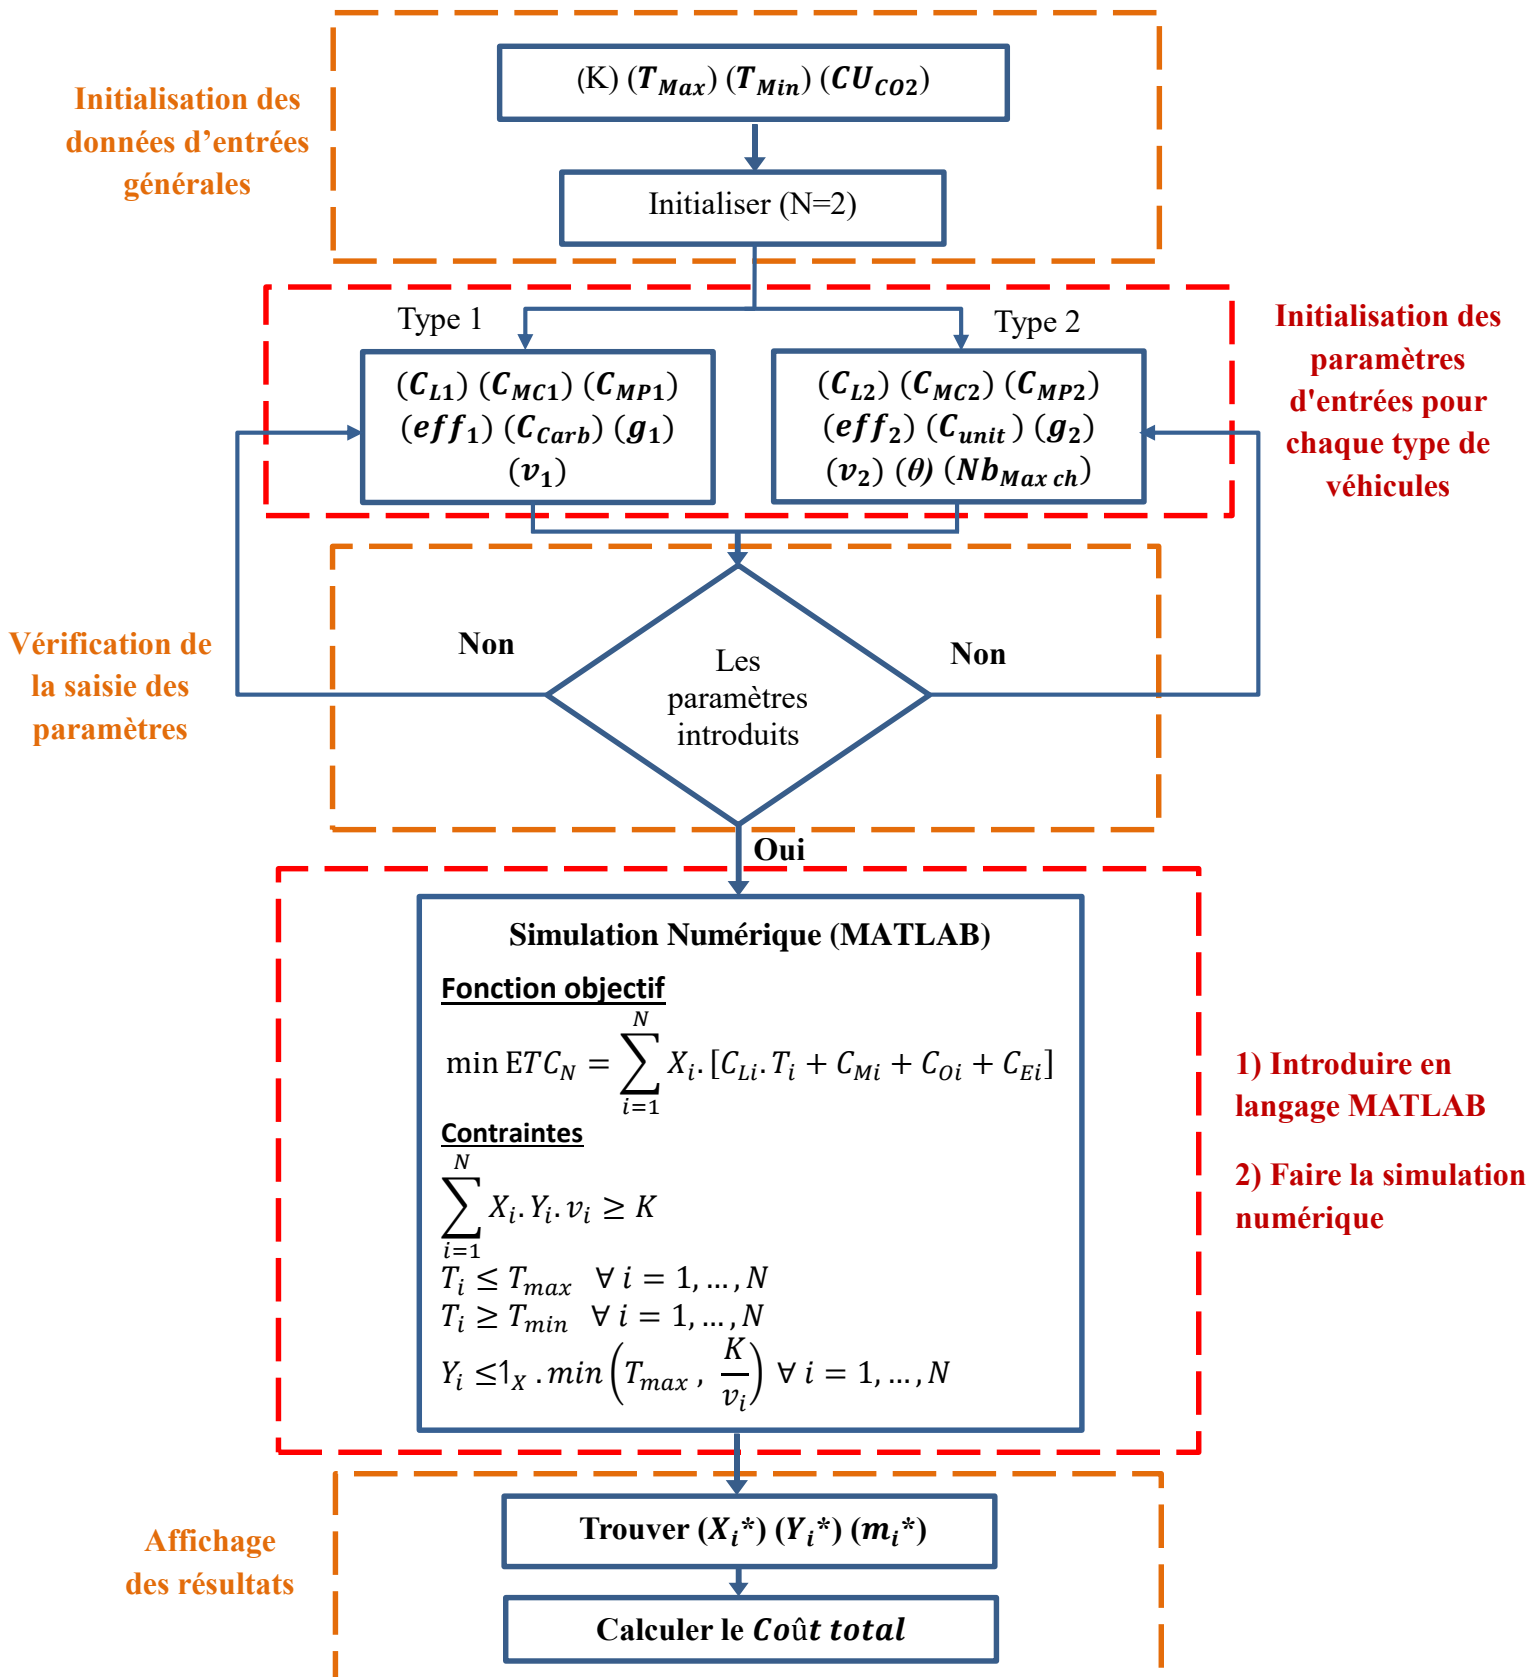 Initialisation des
données d’entrées
générales
(K) (T_Max) (T_Min) (CU_CO2)
Initialiser (N=2)
Type 1
Type 2
(C_L1) (C_MC1) (C_MP1)
(eff_1) (C_Carb) (g_1)
(v_1)
(C_L2) (C_MC2) (C_MP2)
(eff_2) (C_unit ) (g_2)
(v_2) (θ) (Nb_Max ch)
Initialisation des
paramètres
d'entrées pour
chaque type de
véhicules
Vérification de
la saisie des
paramètres
Non
Les
paramètres
introduits
Non
Oui
Simulation Numérique (MATLAB)
Fonction objectif
min ETC_N = ∑_{i=1}^{N} X_i. [C_Li. T_i + C_Mi + C_Oi + C_Ei]
Contraintes
∑_{i=1}^{N} X_i. Y_i. v_i ≥ K
T_i ≤ T_max ∀ i = 1, … , N
T_i ≥ T_min ∀ i = 1, … , N
Y_i ≤1_X . min (T_max , K/v_i) ∀ i = 1, … , N
1) Introduire en
langage MATLAB
2) Faire la simulation
numérique
Affichage
des résultats
Trouver (X_i*) (Y_i*) (m_i*)
Calculer le Coût total